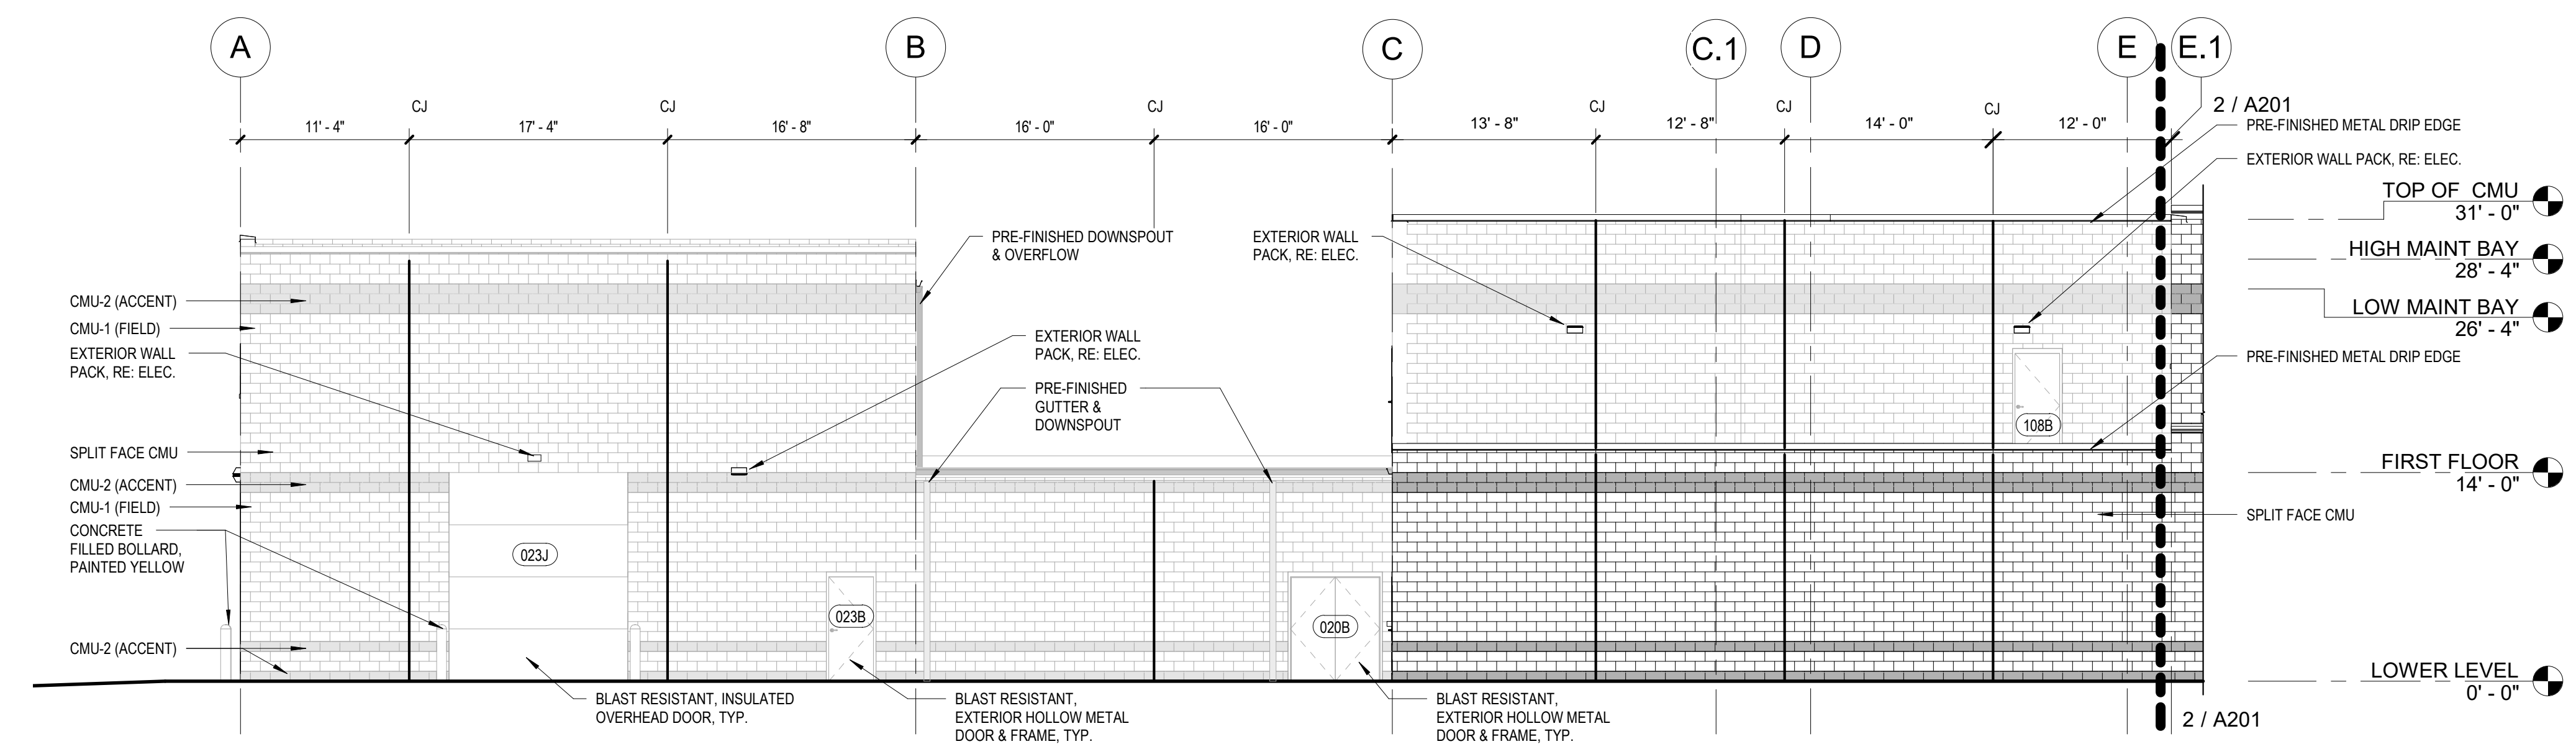 A
B
C
C.1
D
E
E.1
CJ
CJ
CJ
CJ
CJ
CJ
2 / A201
11' - 4"
17' - 4"
16' - 8"
16' - 0"
16' - 0"
13' - 8"
12' - 8"
14' - 0"
12' - 0"
PRE-FINISHED METAL DRIP EDGE
EXTERIOR WALL PACK, RE: ELEC.
TOP OF CMU
31' - 0"
HIGH MAINT BAY
28' - 4"
LOW MAINT BAY
26' - 4"
PRE-FINISHED METAL DRIP EDGE
FIRST FLOOR
14' - 0"
SPLIT FACE CMU
LOWER LEVEL
0' - 0"
2 / A201
PRE-FINISHED DOWNSPOUT
& OVERFLOW
EXTERIOR WALL
PACK, RE: ELEC.
EXTERIOR WALL
PACK, RE: ELEC.
PRE-FINISHED
GUTTER &
DOWNSPOUT
CMU-2 (ACCENT)
CMU-1 (FIELD)
EXTERIOR WALL
PACK, RE: ELEC.
SPLIT FACE CMU
CMU-2 (ACCENT)
CMU-1 (FIELD)
CONCRETE
FILLED BOLLARD,
PAINTED YELLOW
CMU-2 (ACCENT)
108B
023J
023B
020B
BLAST RESISTANT, INSULATED
OVERHEAD DOOR, TYP.
BLAST RESISTANT,
EXTERIOR HOLLOW METAL
DOOR & FRAME, TYP.
BLAST RESISTANT,
EXTERIOR HOLLOW METAL
DOOR & FRAME, TYP.